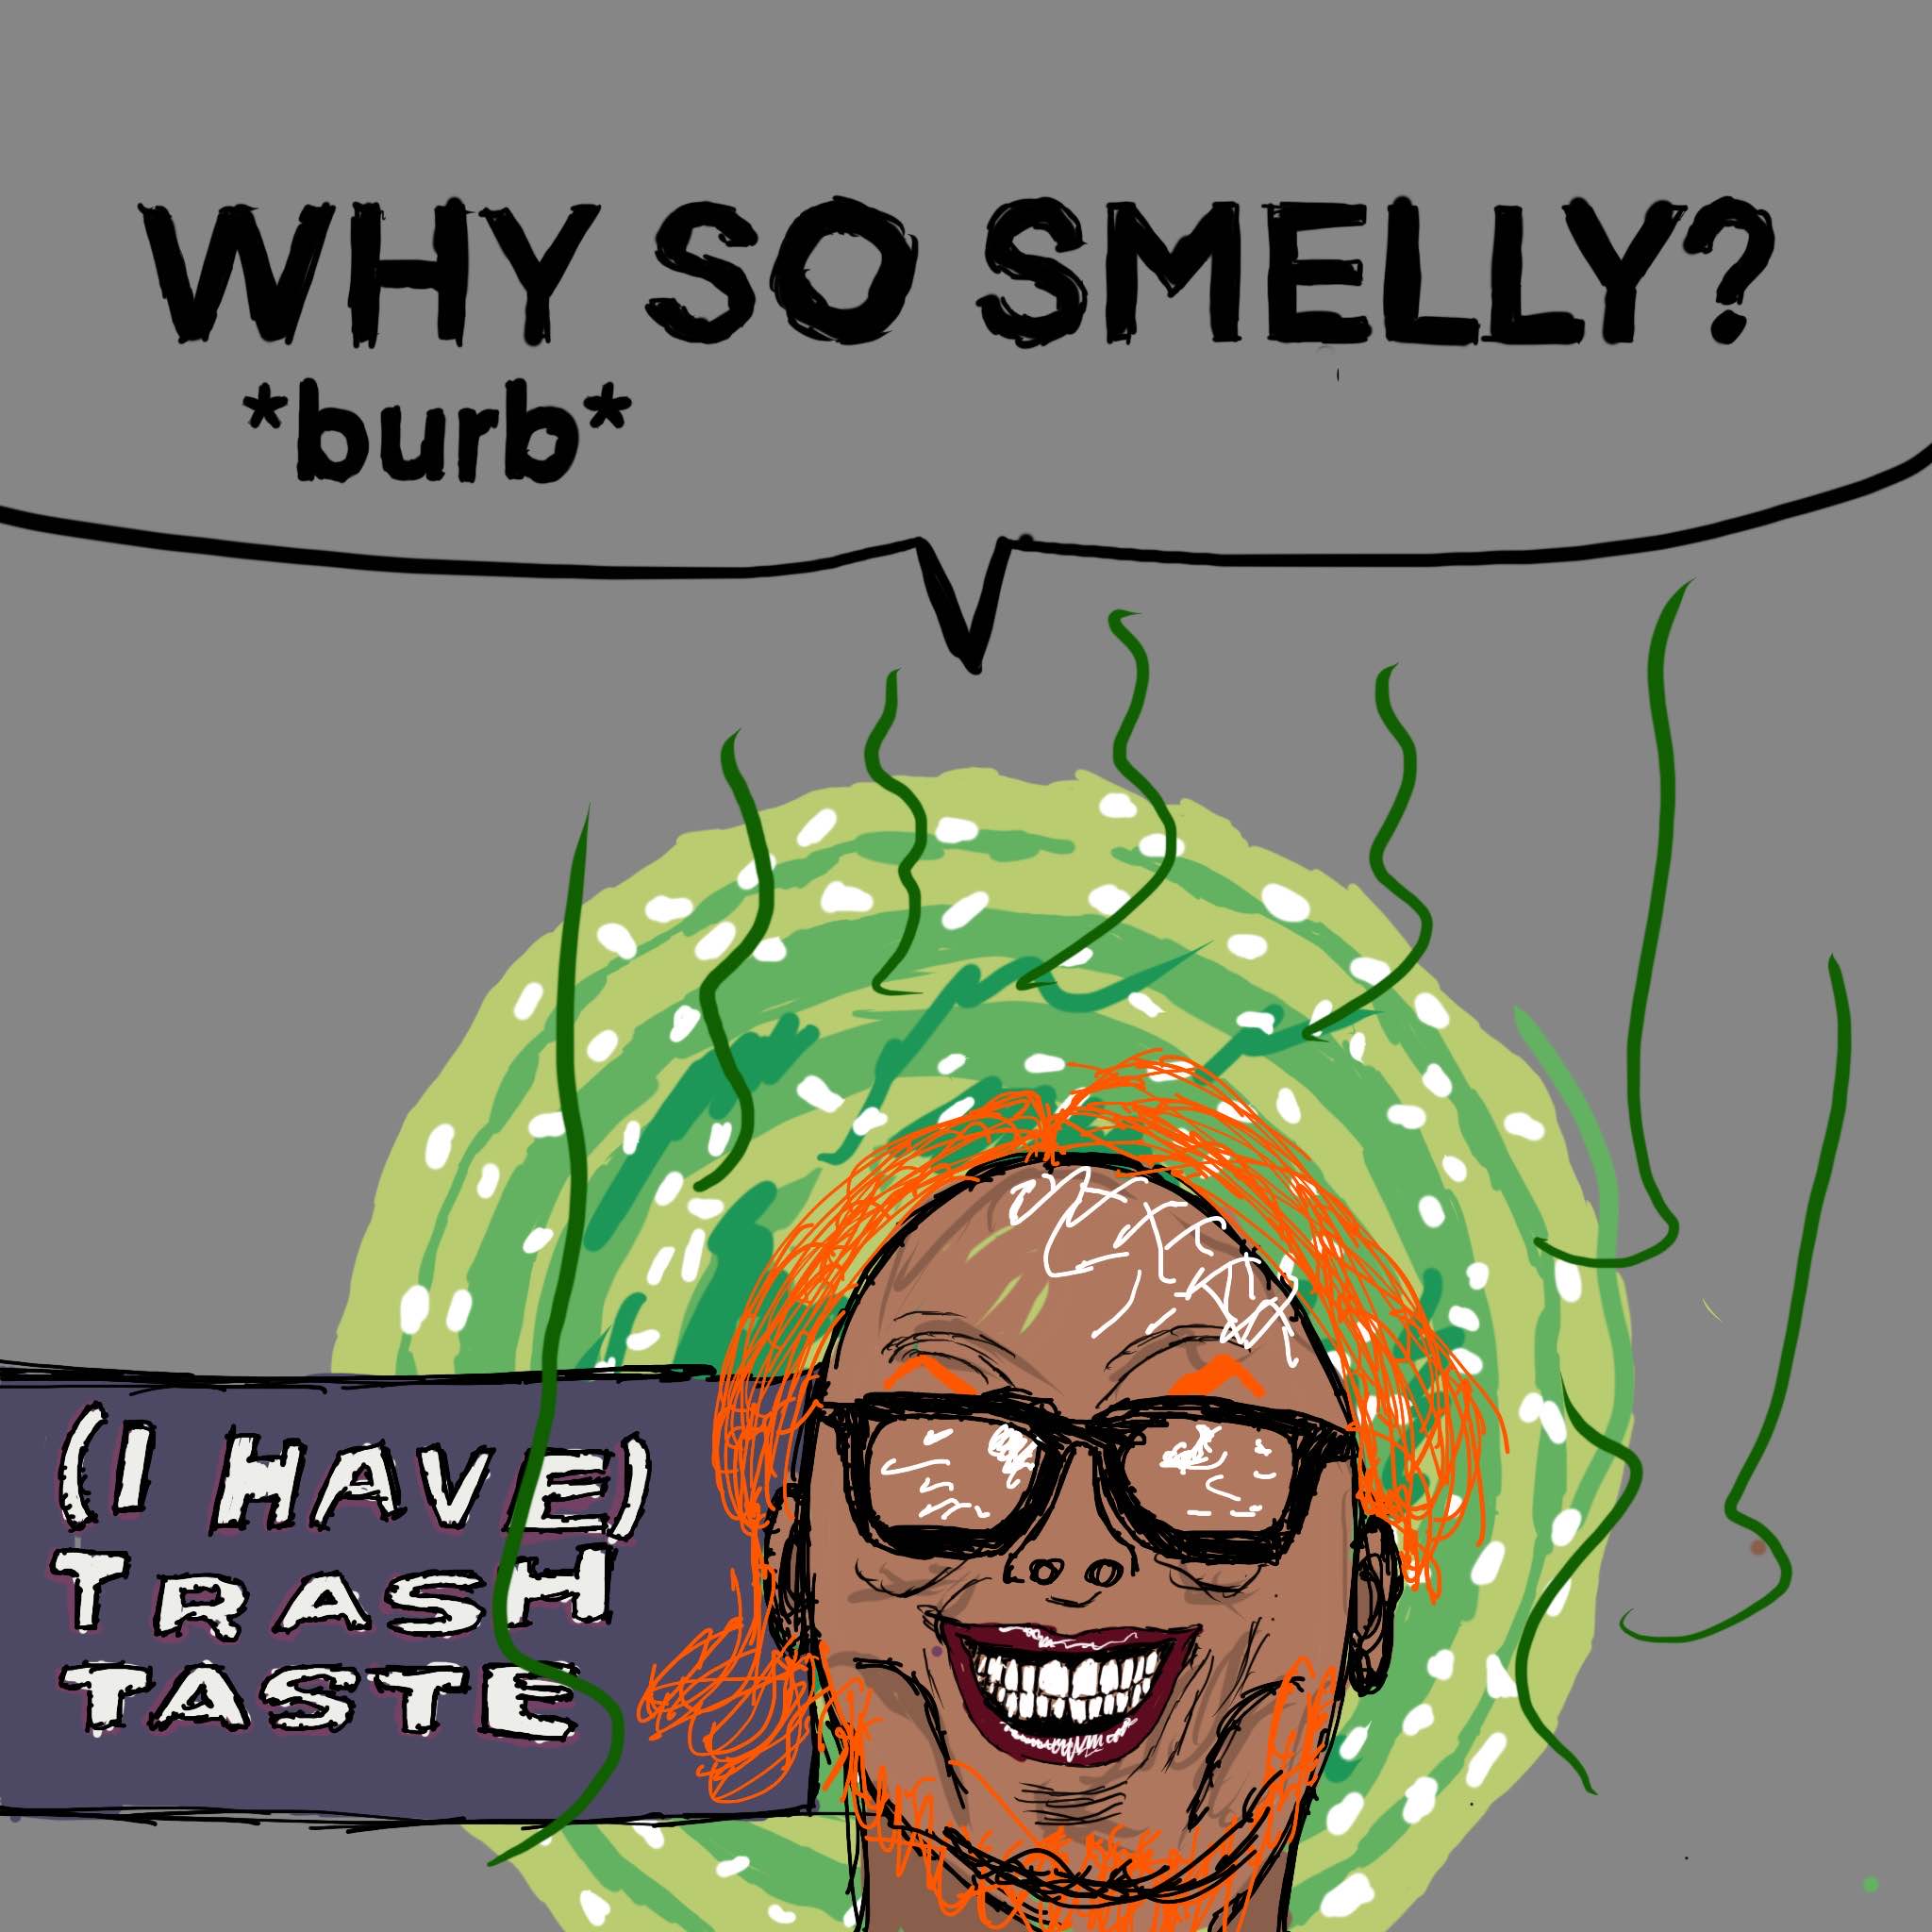 WHY SO SMELLY?
*burb*
(I HAVE)
TRASH
TASTE